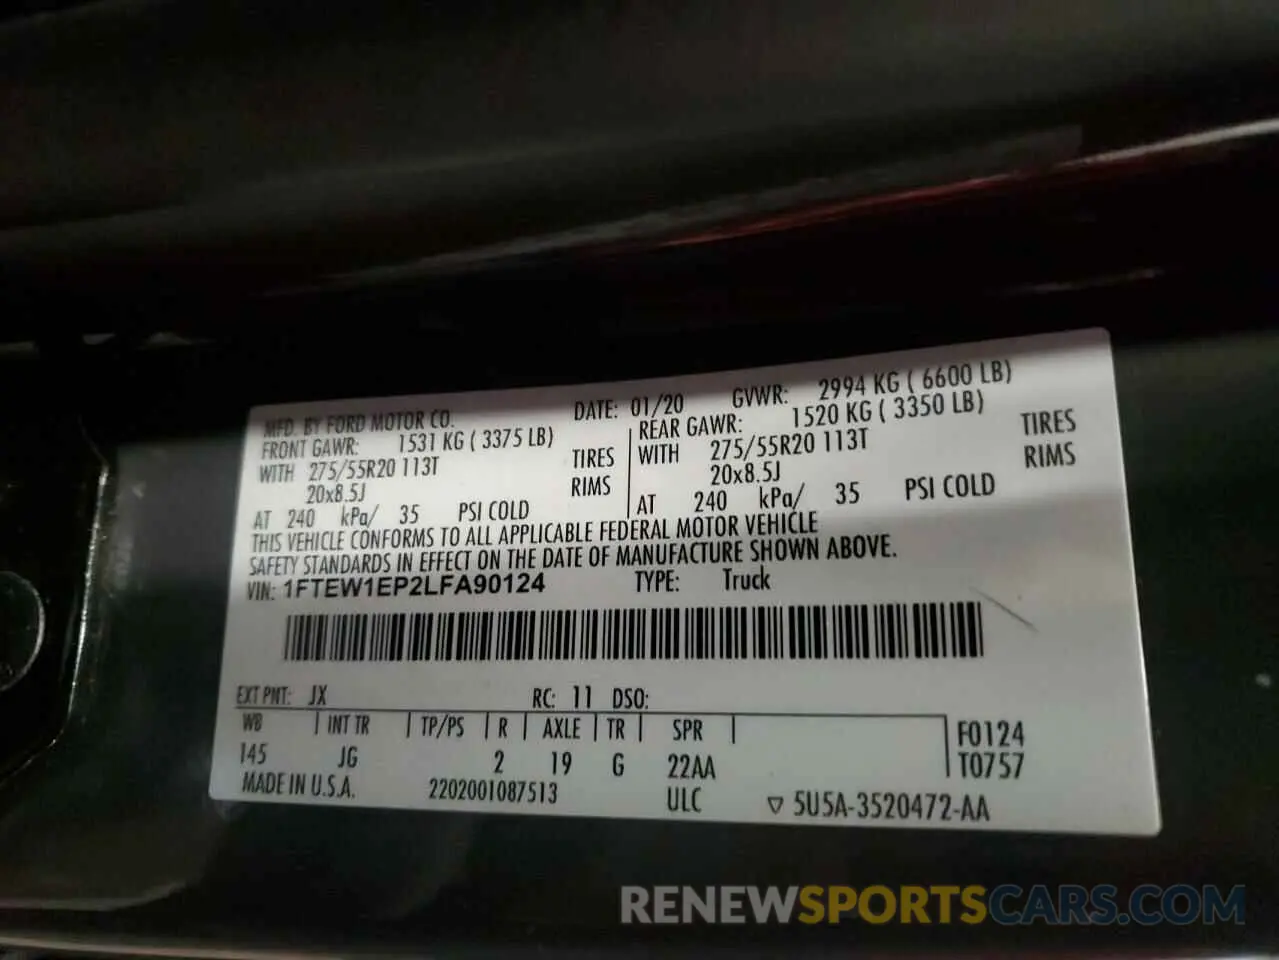 MFD. BY FORD MOTOR CO. DATE: 01/20 GVWR: 2994 KG ( 6600 LB)
FRONT GAWR: 1531 KG ( 3375 LB) REAR GAWR: 1520 KG ( 3350 LB)
WITH 275/55R20 113T TIRES WITH 275/55R20 113T TIRES
20x8.5J RIMS 20x8.5J RIMS
AT 240 kPa/ 35 PSI COLD AT 240 kPa/ 35 PSI COLD
THIS VEHICLE CONFORMS TO ALL APPLICABLE FEDERAL MOTOR VEHICLE
SAFETY STANDARDS IN EFFECT ON THE DATE OF MANUFACTURE SHOWN ABOVE.
VIN: 1FTEW1EP2LFA90124 TYPE: Truck
EXT PNT: JX RC: 11 DSO:
WB INT TR TP/PS R AXLE TR SPR F0124
145 JG 2 19 G 22AA T0757
MADE IN U.S.A. 2202001087513 ULC ▽ 5U5A-3520472-AA
RENEWSPORTSCARS.COM